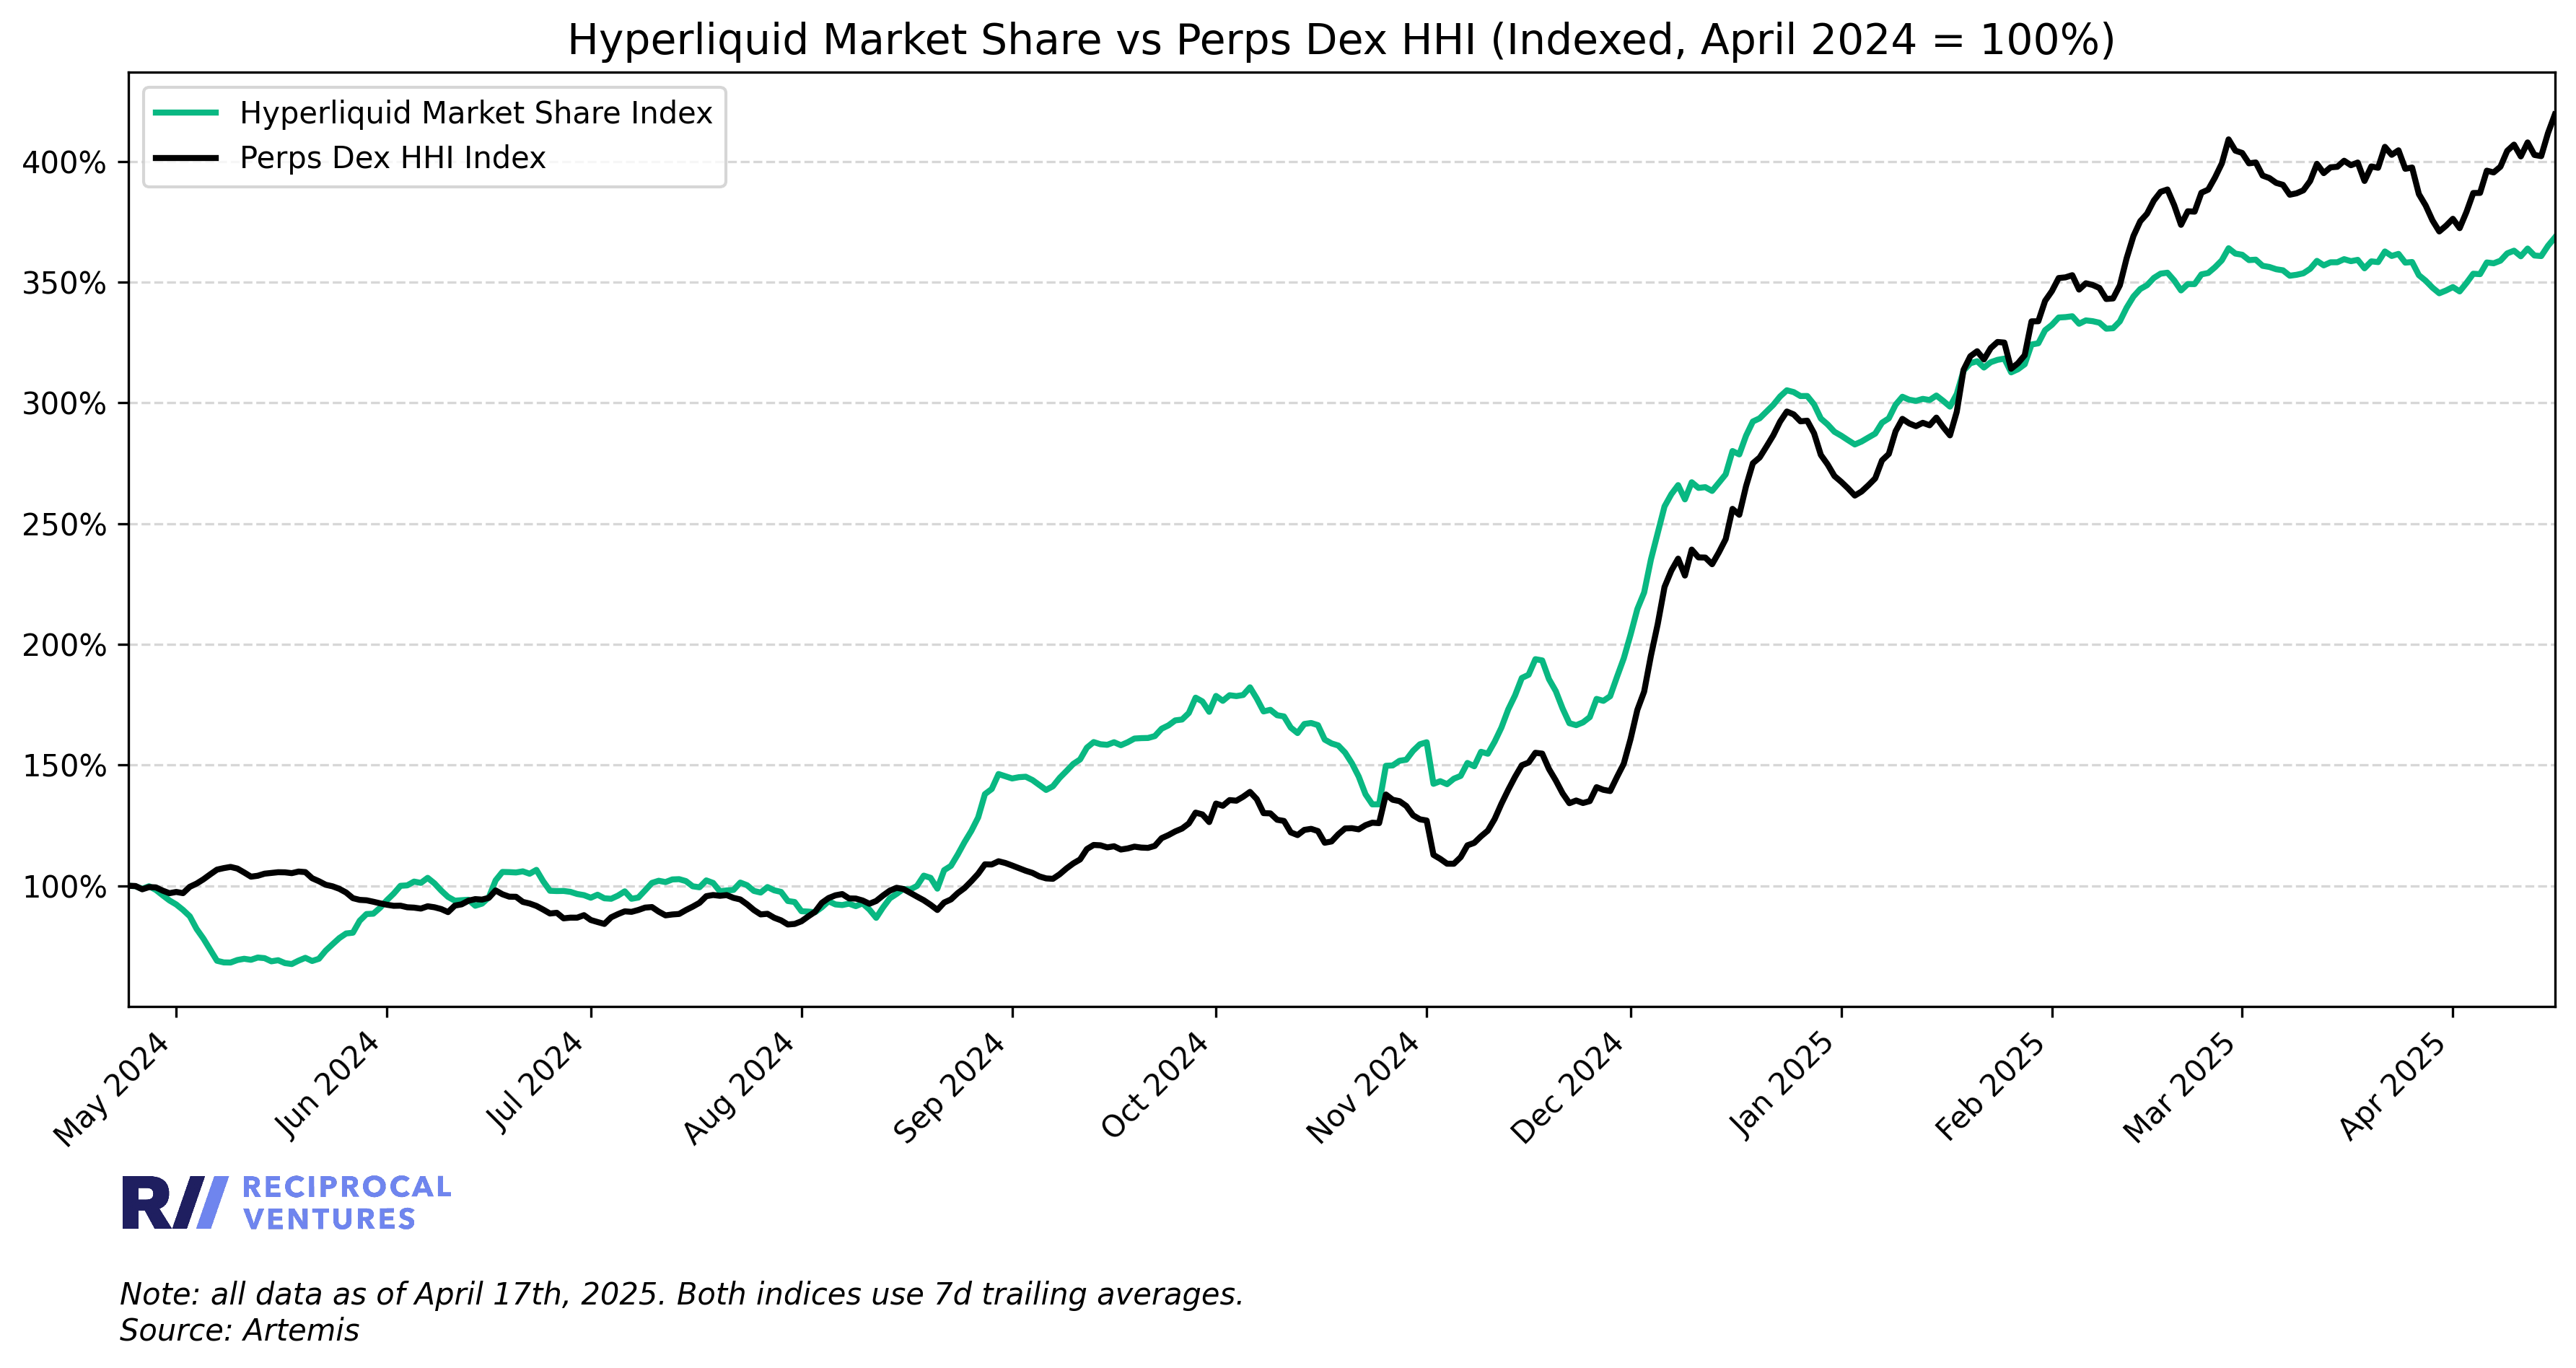 Hyperliquid Market Share vs Perps Dex HHI (Indexed, April 2024 = 100%)
Hyperliquid Market Share Index
Perps Dex HHI Index
400%
350%
300%
250%
200%
150%
100%
May 2024
Jun 2024
Jul 2024
Aug 2024
Sep 2024
Oct 2024
Nov 2024
Dec 2024
Jan 2025
Feb 2025
Mar 2025
Apr 2025
RV RECIPROCAL
VENTURES
Note: all data as of April 17th, 2025. Both indices use 7d trailing averages.
Source: Artemis